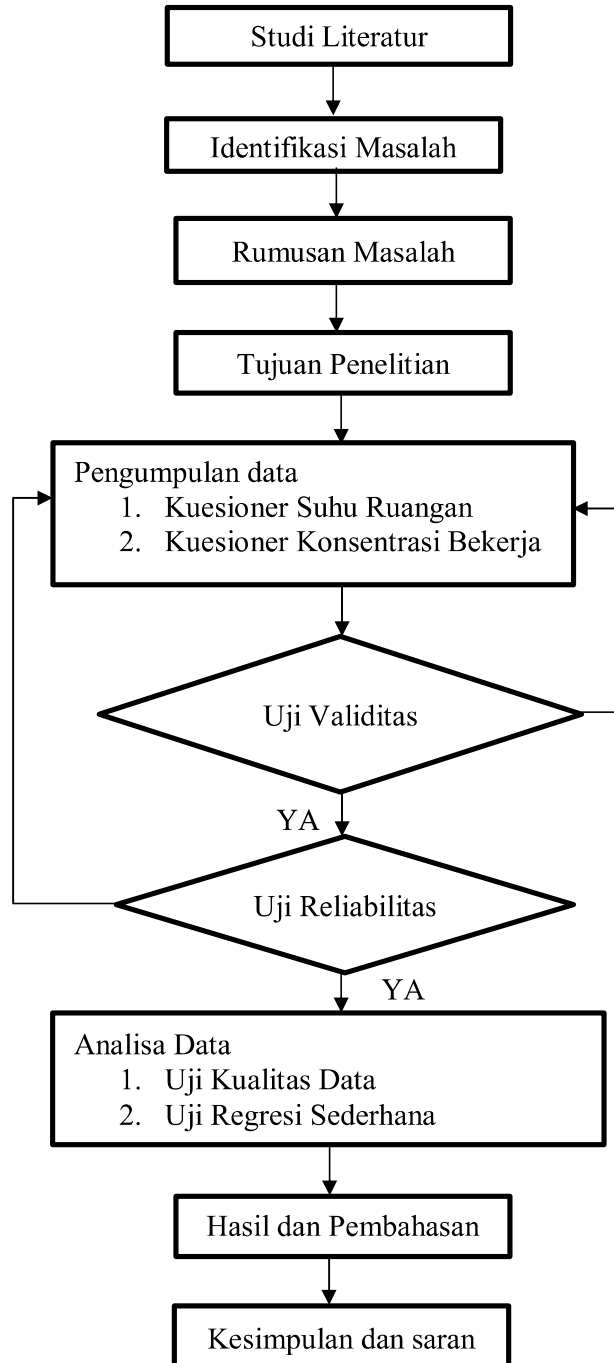 Studi Literatur
Identifikasi Masalah
Rumusan Masalah
Tujuan Penelitian
Pengumpulan data
1. Kuesioner Suhu Ruangan
2. Kuesioner Konsentrasi Bekerja
Uji Validitas
YA
Uji Reliabilitas
YA
Analisa Data
1. Uji Kualitas Data
2. Uji Regresi Sederhana
Hasil dan Pembahasan
Kesimpulan dan saran